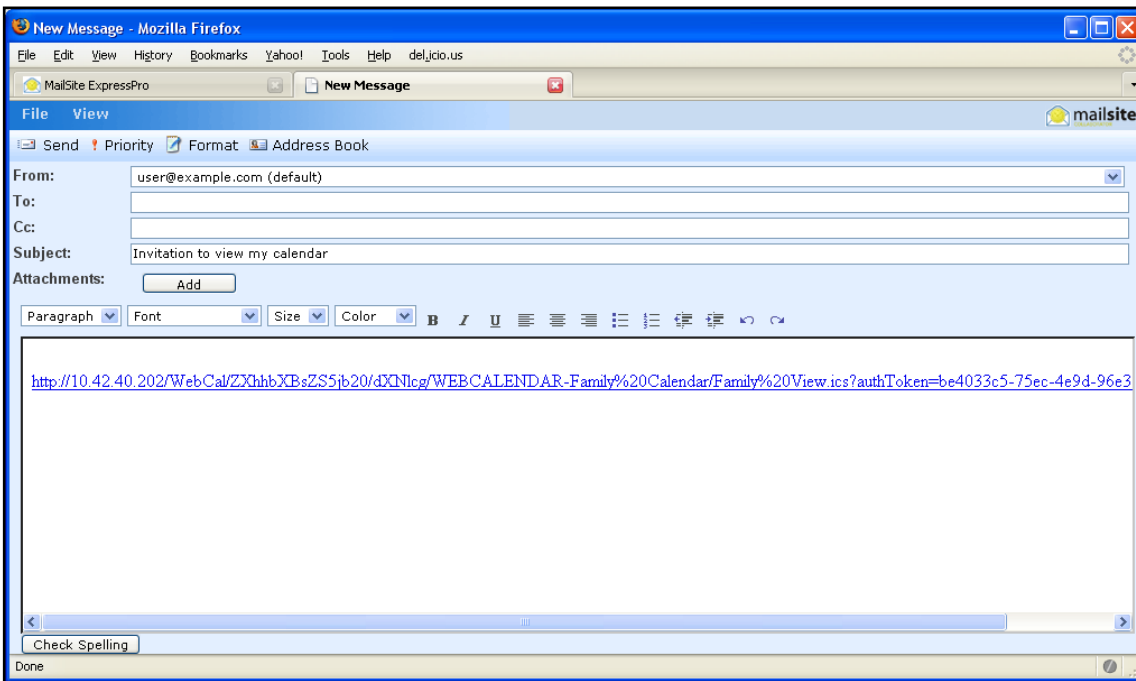 New Message - Mozilla Firefox
File Edit View History Bookmarks Yahoo! Tools Help del.icio.us
MailSite ExpressPro New Message
File View mailsite
Send Priority Format Address Book
From: user@example.com (default)
To:
Cc:
Subject: Invitation to view my calendar
Attachments: Add
Paragraph Font Size Color B I U
http://10.42.40.202/WebCal/ZXhhbXBsZS5jb20/dXNlcg/WEBCALENDAR-Family%20Calendar/Family%20View.ics?authToken=be4033c5-75ec-4e9d-96e3
Check Spelling
Done